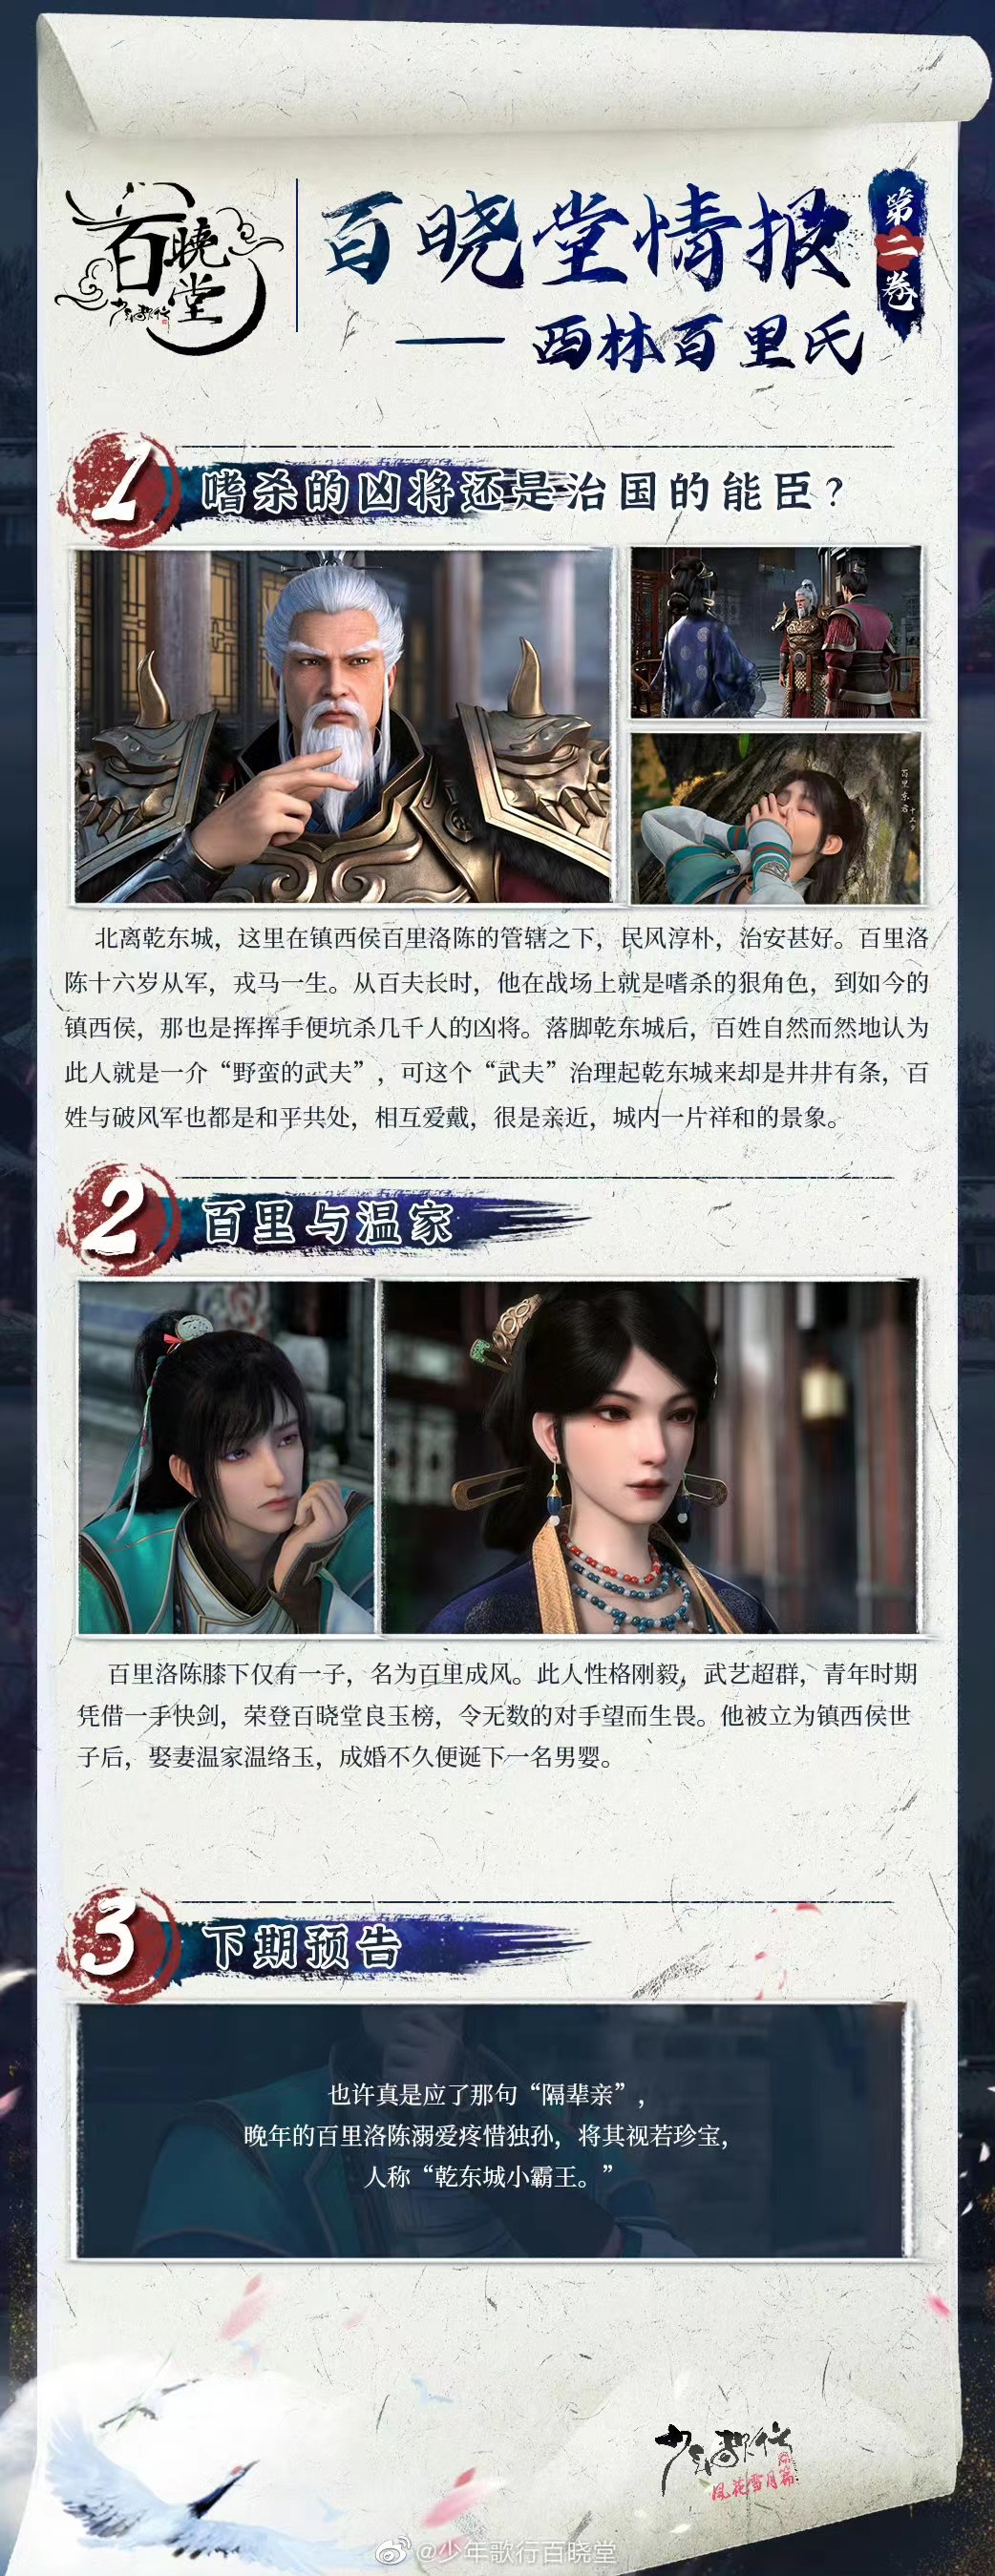 百曉堂
少年歌行
百晓堂情报
第二卷
—— 西林百里氏
1
嗜杀的凶将还是治国的能臣？
百里东君
十五岁
北离乾东城，这里在镇西侯百里洛陈的管辖之下，民风淳朴，治安甚好。百里洛
陈十六岁从军，戎马一生。从百夫长时，他在战场上就是嗜杀的狠角色，到如今的
镇西侯，那也是挥挥手便坑杀几千人的凶将。落脚乾东城后，百姓自然而然地认为
此人就是一介“野蛮的武夫”，可这个“武夫”治理起乾东城来却是井井有条，百
姓与破风军也都是和平共处，相互爱戴，很是亲近，城内一片祥和的景象。
2
百里与温家
百里洛陈膝下仅有一子，名为百里成风。此人性格刚毅，武艺超群，青年时期
凭借一手快剑，荣登百晓堂良玉榜，令无数的对手望而生畏。他被立为镇西侯世
子后，娶妻温家温络玉，成婚不久便诞下一名男婴。
3
下期预告
也许真是应了那句“隔辈亲”，
晚年的百里洛陈溺爱疼惜独孙，将其视若珍宝，
人称“乾东城小霸王。”
少年歌行
风花雪月篇
@少年歌行百晓堂